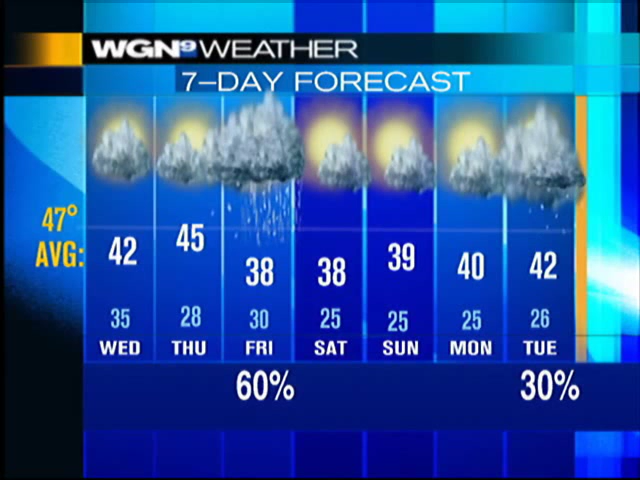 WGN9 WEATHER
7-DAY FORECAST
47°
AVG:
42 45 38 38 39 40 42
35 28 30 25 25 25 26
WED THU FRI SAT SUN MON TUE
60% 30%